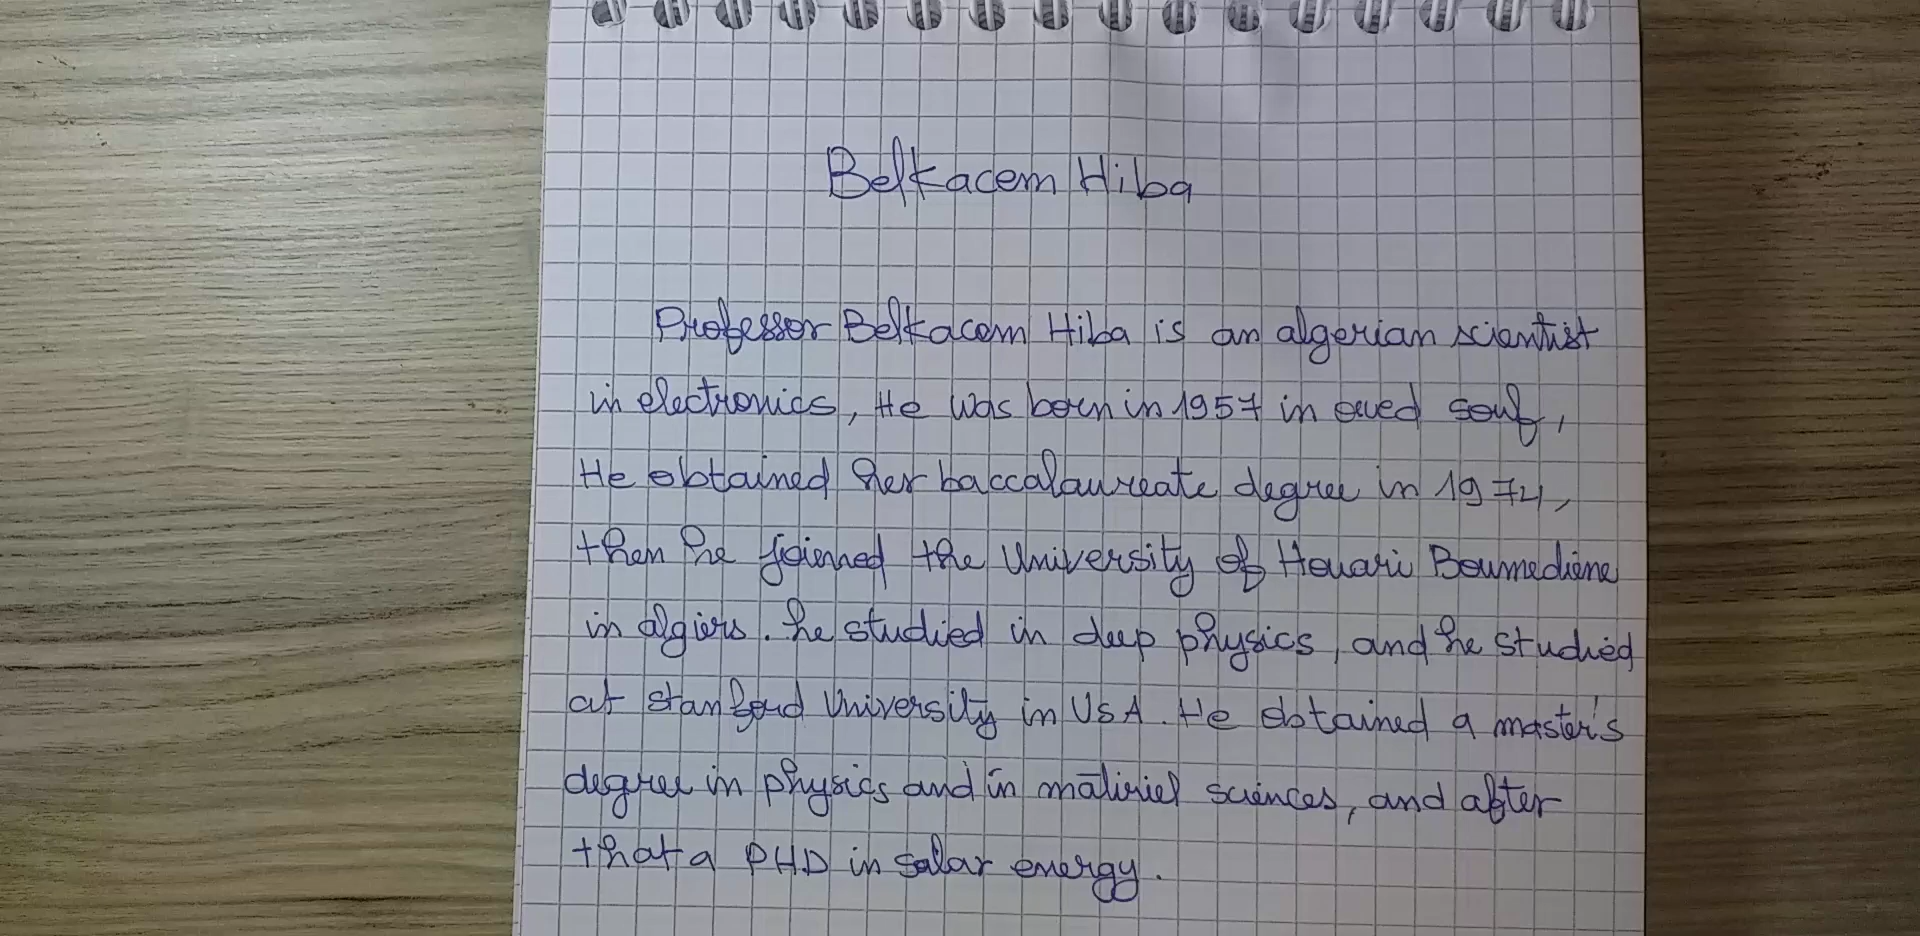 Belkacem Hiba
Professor Belkacem Hiba is an algerian scientist
in electronics, He was born in 1957 in oued souf,
He obtained her baccalaureate degree in 1974,
then he joienned the University of Houari Boumediene
in algiers. he studied in deep physics, and he studied
at stanford University in USA. He obtained a master's
degree in physics and in matiriel sciences, and after
that a PHD in solar energy.